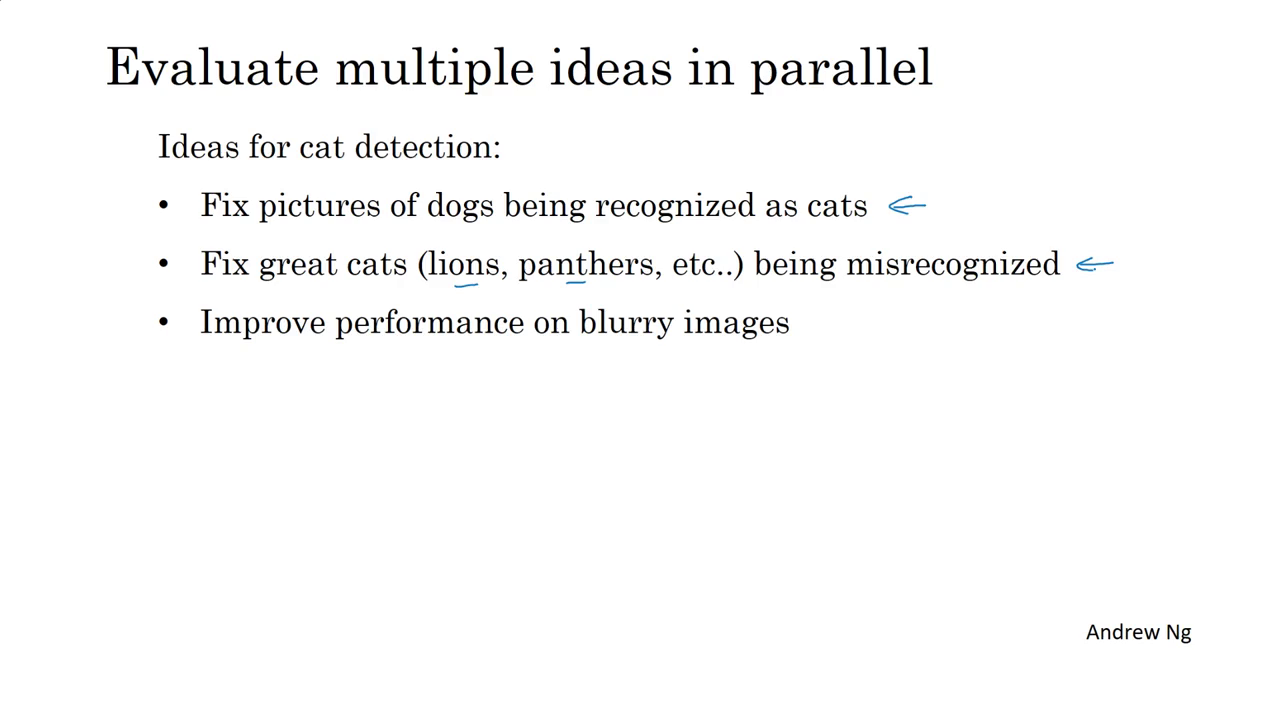 Evaluate multiple ideas in parallel
Ideas for cat detection:
• Fix pictures of dogs being recognized as cats
• Fix great cats (lions, panthers, etc..) being misrecognized
• Improve performance on blurry images
Andrew Ng